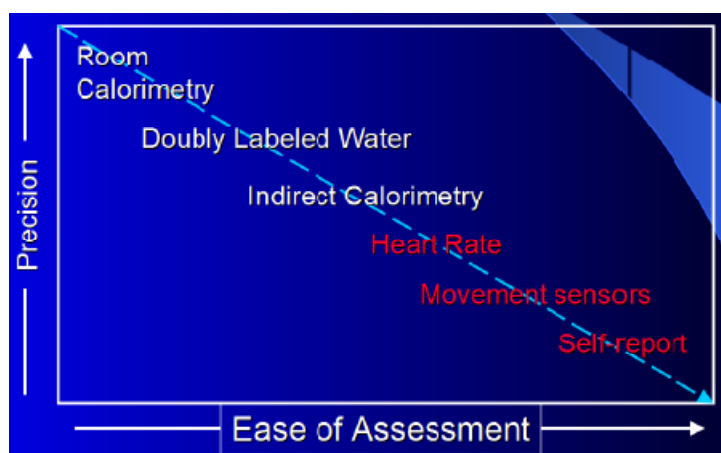 Room
Calorimetry
Doubly Labeled Water
Indirect Calorimetry
Heart Rate
Movement sensors
Self-report
Precision
Ease of Assessment